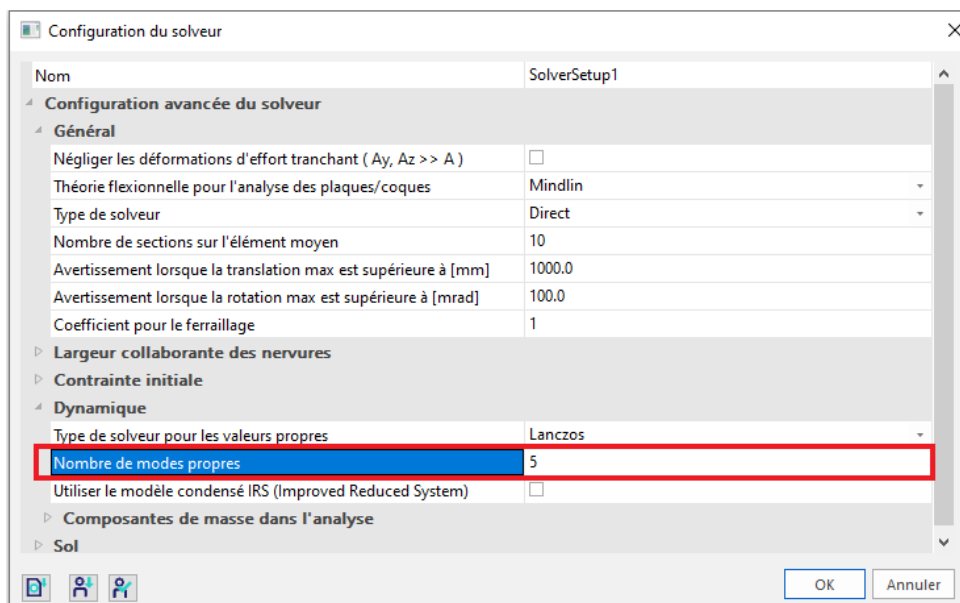 Configuration du solveur
Nom SolverSetup1
Configuration avancée du solveur
Général
Négliger les déformations d'effort tranchant ( Ay, Az >> A )
Théorie flexionnelle pour l'analyse des plaques/coques Mindlin
Type de solveur Direct
Nombre de sections sur l'élément moyen 10
Avertissement lorsque la translation max est supérieure à [mm] 1000.0
Avertissement lorsque la rotation max est supérieure à [mrad] 100.0
Coefficient pour le ferraillage 1
Largeur collaborante des nervures
Contrainte initiale
Dynamique
Type de solveur pour les valeurs propres Lanczos
Nombre de modes propres 5
Utiliser le modèle condensé IRS (Improved Reduced System)
Composantes de masse dans l'analyse
Sol
OK Annuler